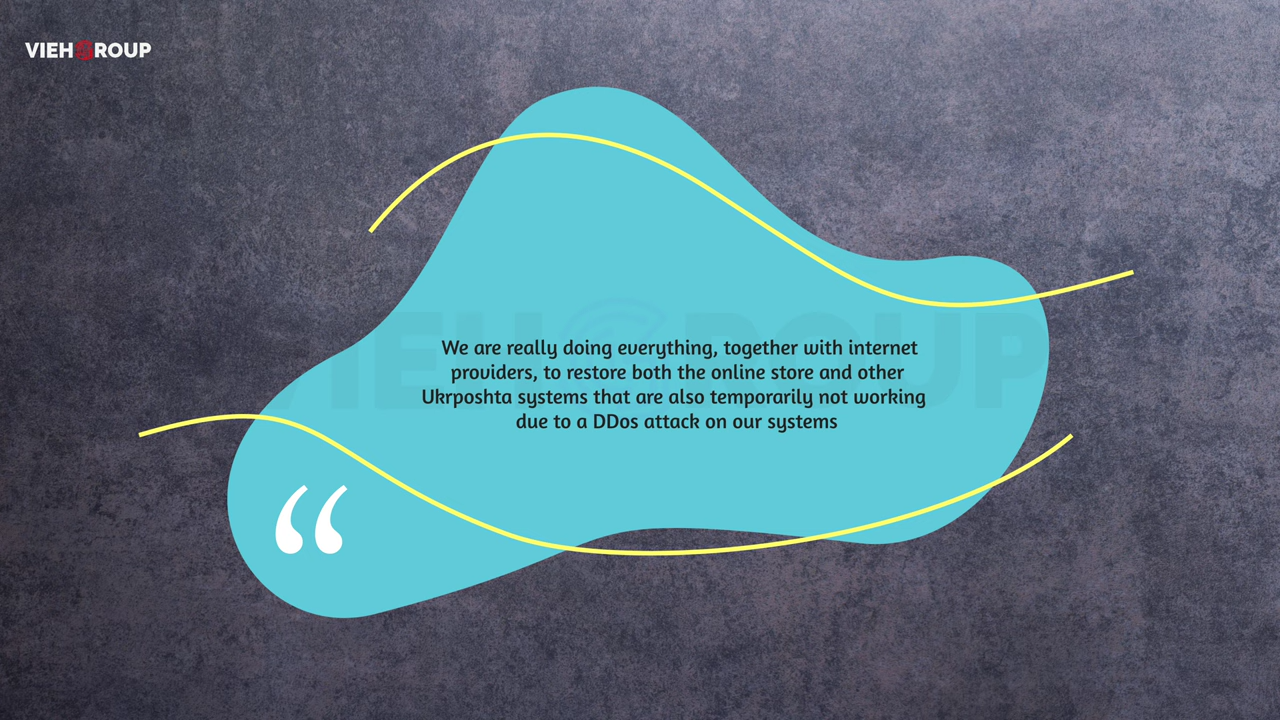 VIEHGROUP
We are really doing everything, together with internet
providers, to restore both the online store and other
Ukrposhta systems that are also temporarily not working
due to a DDos attack on our systems
“